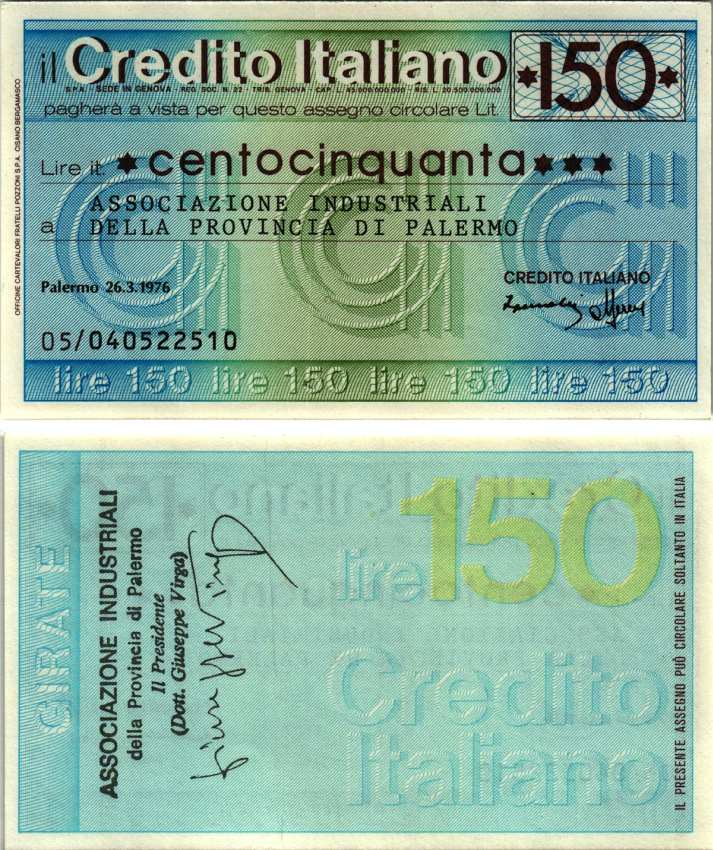 il Credito Italiano
S.P.A. SEDE IN GENOVA - REG. SOC. N. 22 - TRIB. GENOVA - CAP. L. 45.000.000.000 - RIS. L. 20.500.000.000
pagherà a vista per questo assegno circolare Lit.
*150*
Lire it. *centocinquanta***
a ASSOCIAZIONE INDUSTRIALI
DELLA PROVINCIA DI PALERMO
Palermo 26.3.1976
CREDITO ITALIANO
05/040522510
lire 150 lire 150 lire 150 lire 150
OFFICINE CARTEVALORI FRATELLI POZZONI S.P.A. CISANO BERGAMASCO
GIRATE
ASSOCIAZIONE INDUSTRIALI
della Provincia di Palermo
Il Presidente
(Dott. Giuseppe Virga)
lire 150
Credito
Italiano
IL PRESENTE ASSEGNO PUÒ CIRCOLARE SOLTANTO IN ITALIA